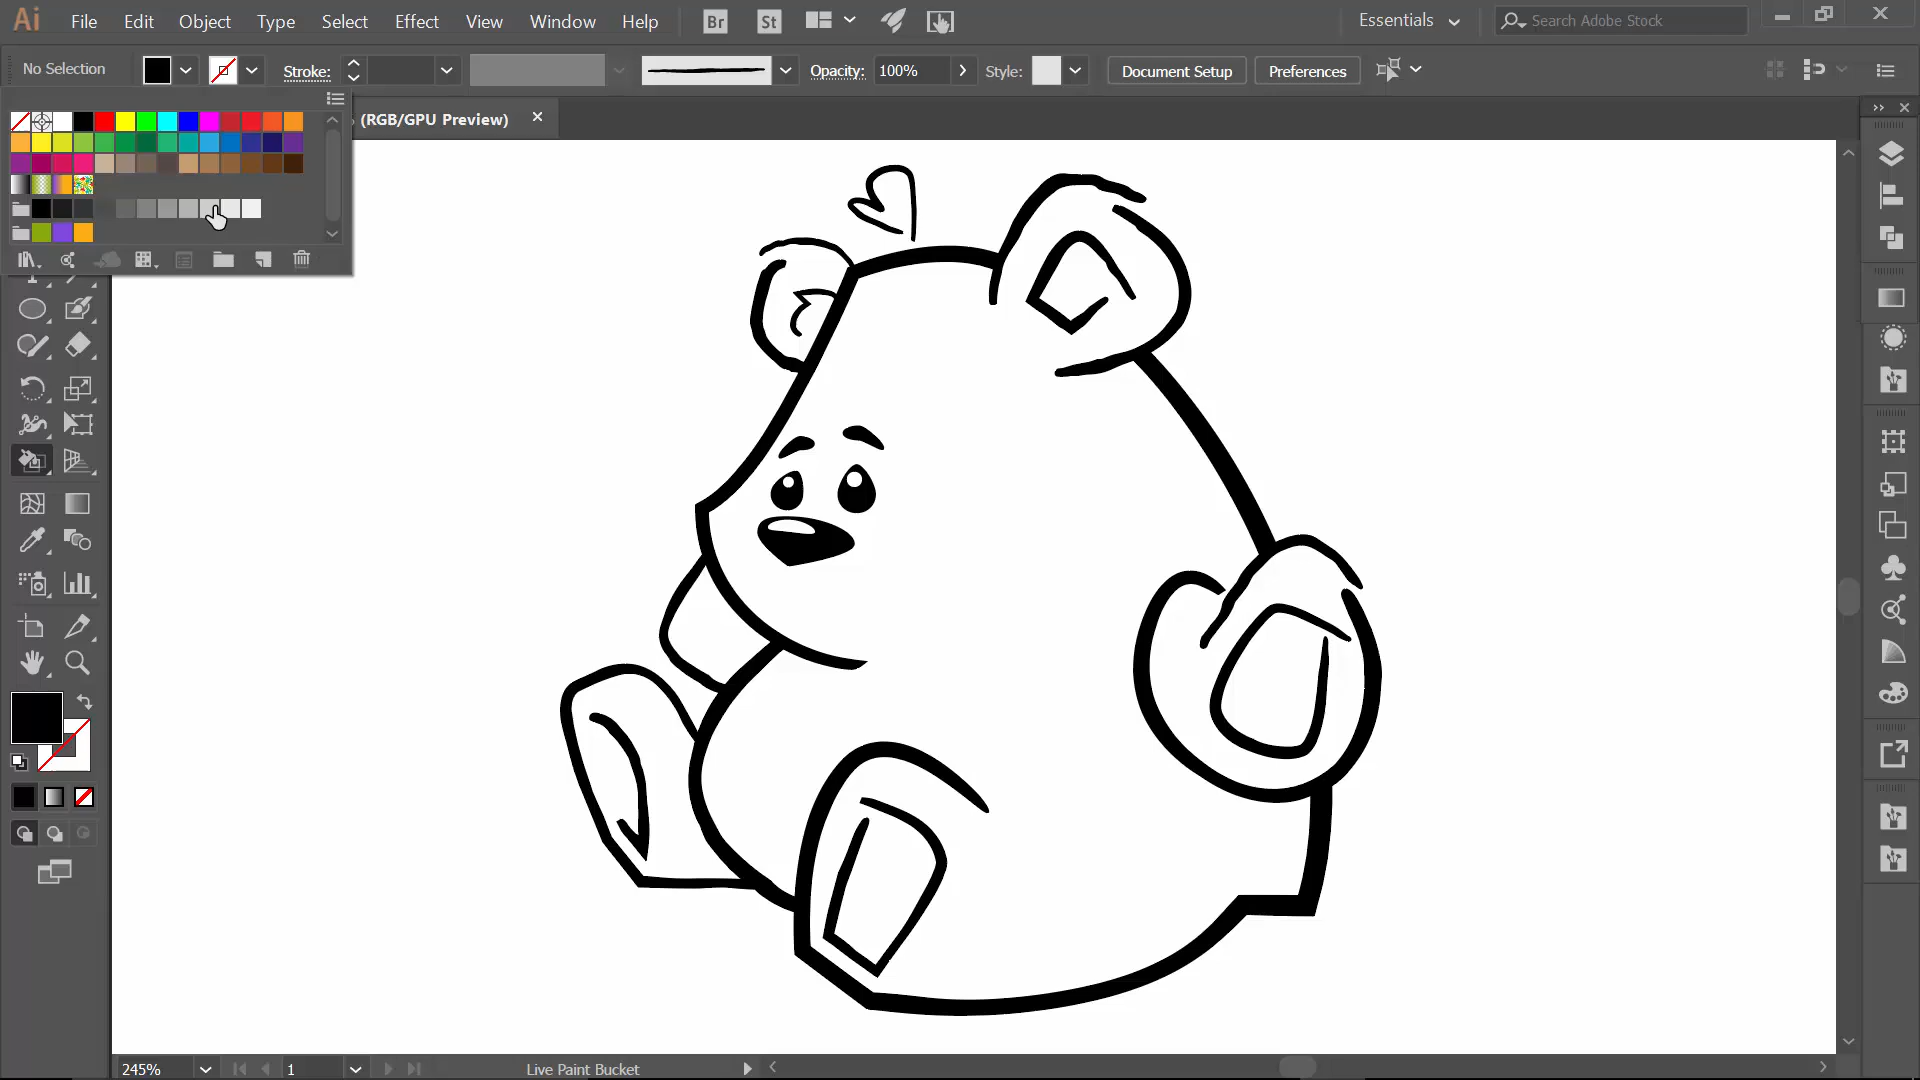 Ai File Edit Object Type Select Effect View Window Help Br St Essentials Search Adobe Stock
No Selection Stroke: Opacity: 100% Style: Document Setup Preferences
(RGB/GPU Preview)
245% 1 Live Paint Bucket